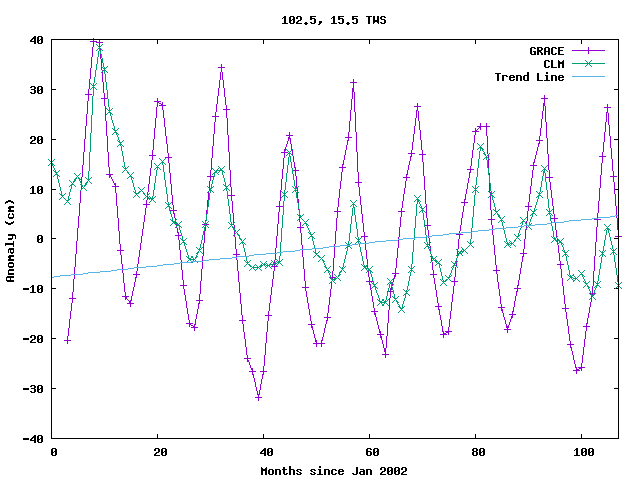 102.5, 15.5 TWS
GRACE
CLM
Trend Line
40
30
20
10
0
-10
-20
-30
-40
Anomaly (cm)
0 20 40 60 80 100
Months since Jan 2002